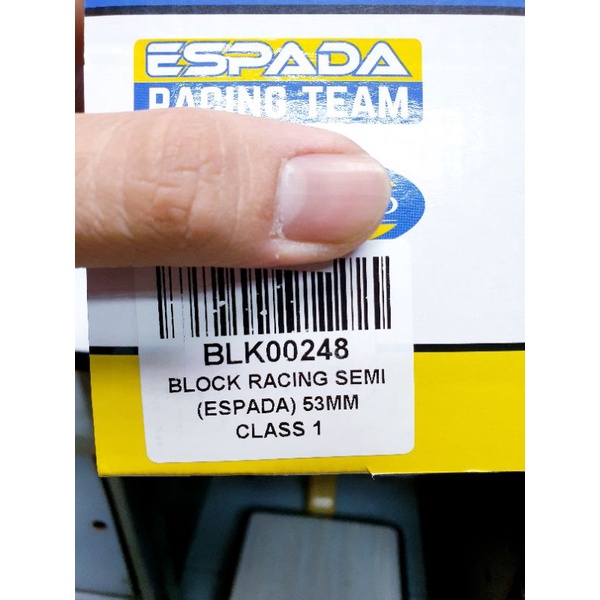 ESPADA
RACING TEAM
BLK00248
BLOCK RACING SEMI
(ESPADA) 53MM
CLASS 1